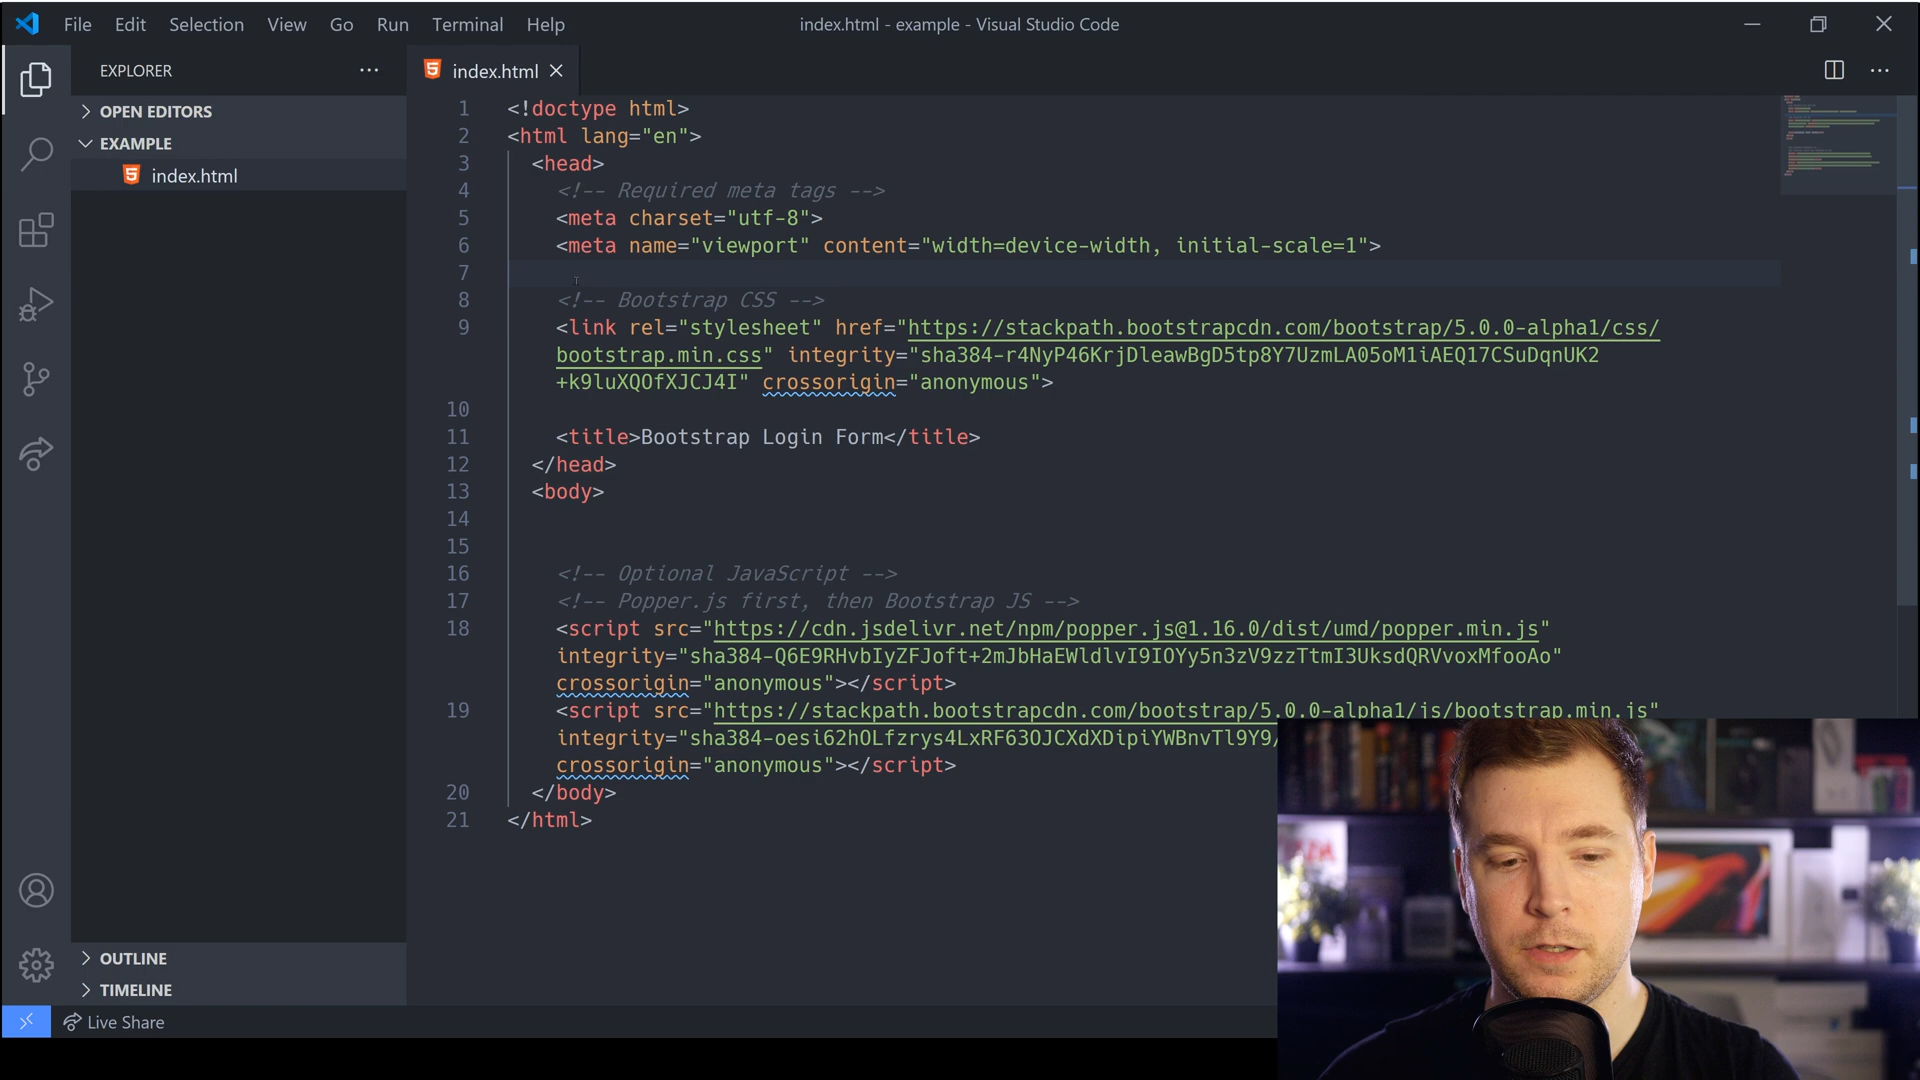 File Edit Selection View Go Run Terminal Help
index.html - example - Visual Studio Code
EXPLORER
OPEN EDITORS
EXAMPLE
index.html
index.html
1 <!doctype html>
2 <html lang="en">
3 <head>
4 <!-- Required meta tags -->
5 <meta charset="utf-8">
6 <meta name="viewport" content="width=device-width, initial-scale=1">
7
8 <!-- Bootstrap CSS -->
9 <link rel="stylesheet" href="https://stackpath.bootstrapcdn.com/bootstrap/5.0.0-alpha1/css/
bootstrap.min.css" integrity="sha384-r4NyP46KrjDleawBgD5tp8Y7UzmLA05oM1iAEQ17CSuDqnUK2
+k9luXQOfXJCJ4I" crossorigin="anonymous">
10
11 <title>Bootstrap Login Form</title>
12 </head>
13 <body>
14
15
16 <!-- Optional JavaScript -->
17 <!-- Popper.js first, then Bootstrap JS -->
18 <script src="https://cdn.jsdelivr.net/npm/popper.js@1.16.0/dist/umd/popper.min.js"
integrity="sha384-Q6E9RHvbIyZFJoft+2mJbHaEWldlvI9IOYy5n3zV9zzTtmI3UksdQRVvoxMfooAo"
crossorigin="anonymous"></script>
19 <script src="https://stackpath.bootstrapcdn.com/bootstrap/5.0.0-alpha1/js/bootstrap.min.js"
integrity="sha384-oesi62hOLfzrys4LxRF63OJCXdXDipiYWBnvTl9Y9/
crossorigin="anonymous"></script>
20 </body>
21 </html>
OUTLINE
TIMELINE
Live Share